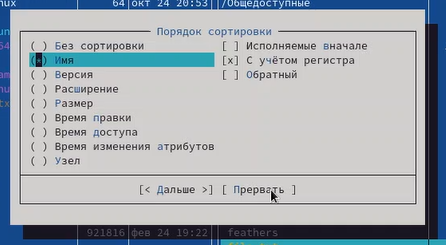 64 окт 24 20:53 /Общедоступные
Порядок сортировки
( ) Без сортировки [ ] Исполняемые вначале
(*) Имя [x] С учётом регистра
( ) Версия [ ] Обратный
( ) Расширение
( ) Размер
( ) Время правки
( ) Время доступа
( ) Время изменения атрибутов
( ) Узел
[< Дальше >] [ Прервать ]
921816 фев 24 19:22 feathers